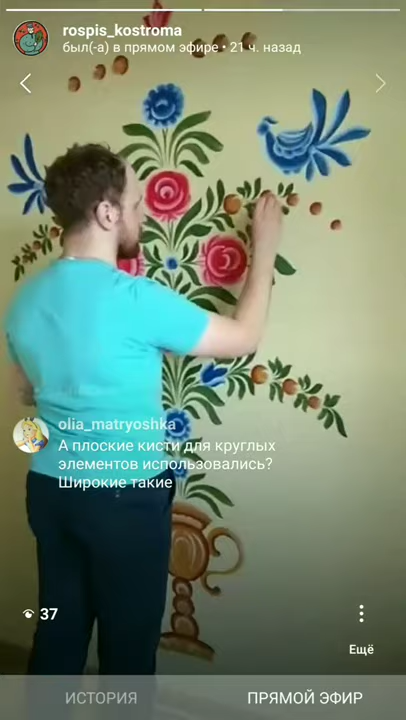 rospis_kostroma
был(-а) в прямом эфире • 21 ч. назад
olia_matryoshka
А плоские кисти для круглых
элементов использовались?
Широкие такие
37
Ещё
ИСТОРИЯ
ПРЯМОЙ ЭФИР